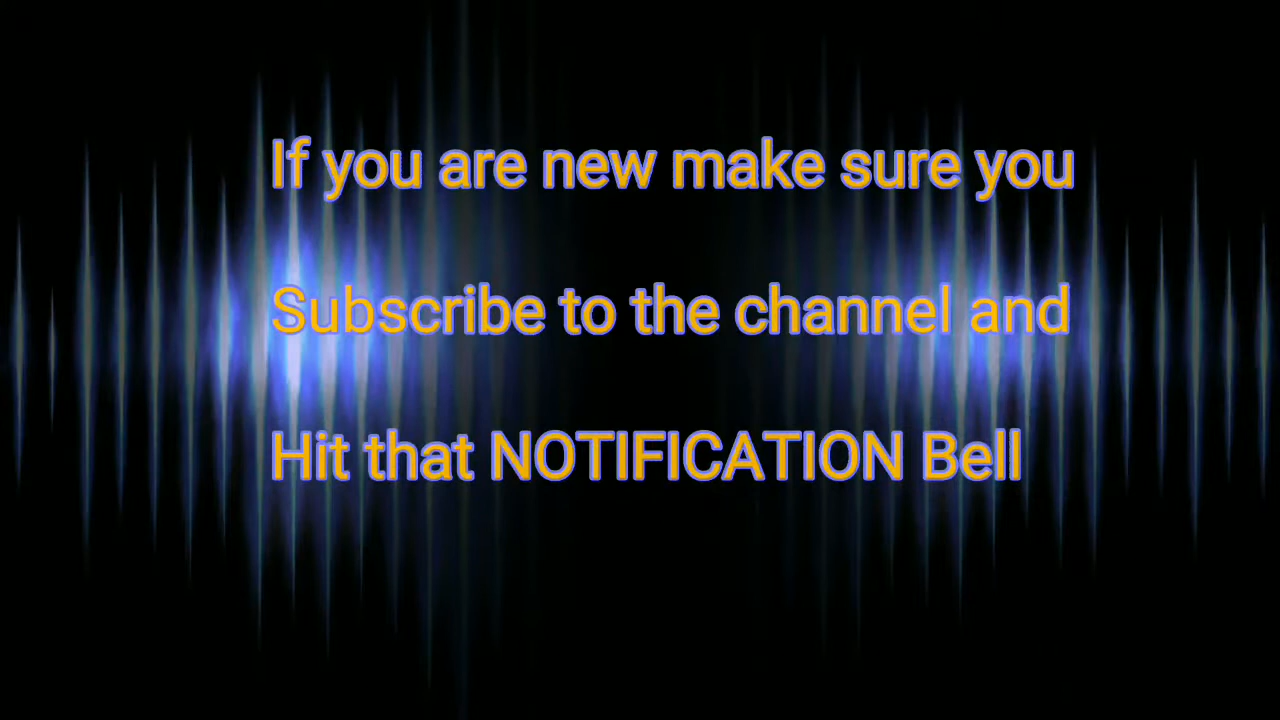 If you are new make sure you
Subscribe to the channel and
Hit that NOTIFICATION Bell